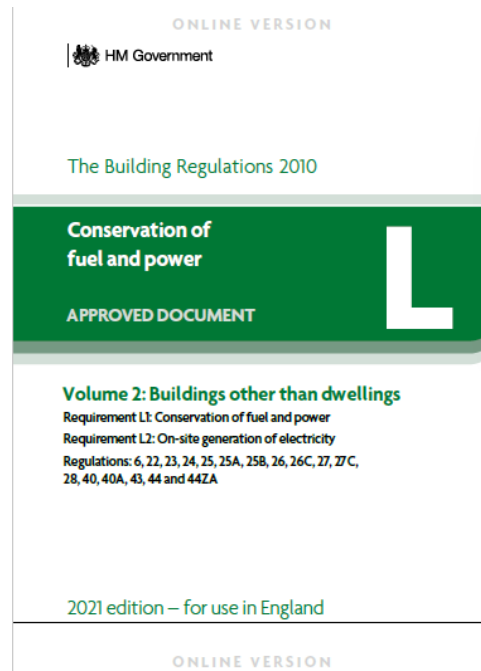 ONLINE VERSION
HM Government
The Building Regulations 2010
Conservation of
fuel and power
APPROVED DOCUMENT
L
Volume 2: Buildings other than dwellings
Requirement L1: Conservation of fuel and power
Requirement L2: On-site generation of electricity
Regulations: 6, 22, 23, 24, 25, 25A, 25B, 26, 26C, 27, 27C,
28, 40, 40A, 43, 44 and 44ZA
2021 edition – for use in England
ONLINE VERSION